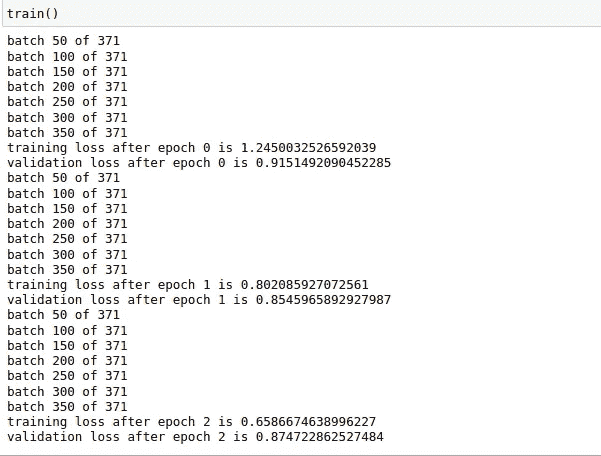 train()
batch 50 of 371
batch 100 of 371
batch 150 of 371
batch 200 of 371
batch 250 of 371
batch 300 of 371
batch 350 of 371
training loss after epoch 0 is 1.2450032526592039
validation loss after epoch 0 is 0.9151492090452285
batch 50 of 371
batch 100 of 371
batch 150 of 371
batch 200 of 371
batch 250 of 371
batch 300 of 371
batch 350 of 371
training loss after epoch 1 is 0.802085927072561
validation loss after epoch 1 is 0.8545965892927987
batch 50 of 371
batch 100 of 371
batch 150 of 371
batch 200 of 371
batch 250 of 371
batch 300 of 371
batch 350 of 371
training loss after epoch 2 is 0.6586674638996227
validation loss after epoch 2 is 0.874722862527484